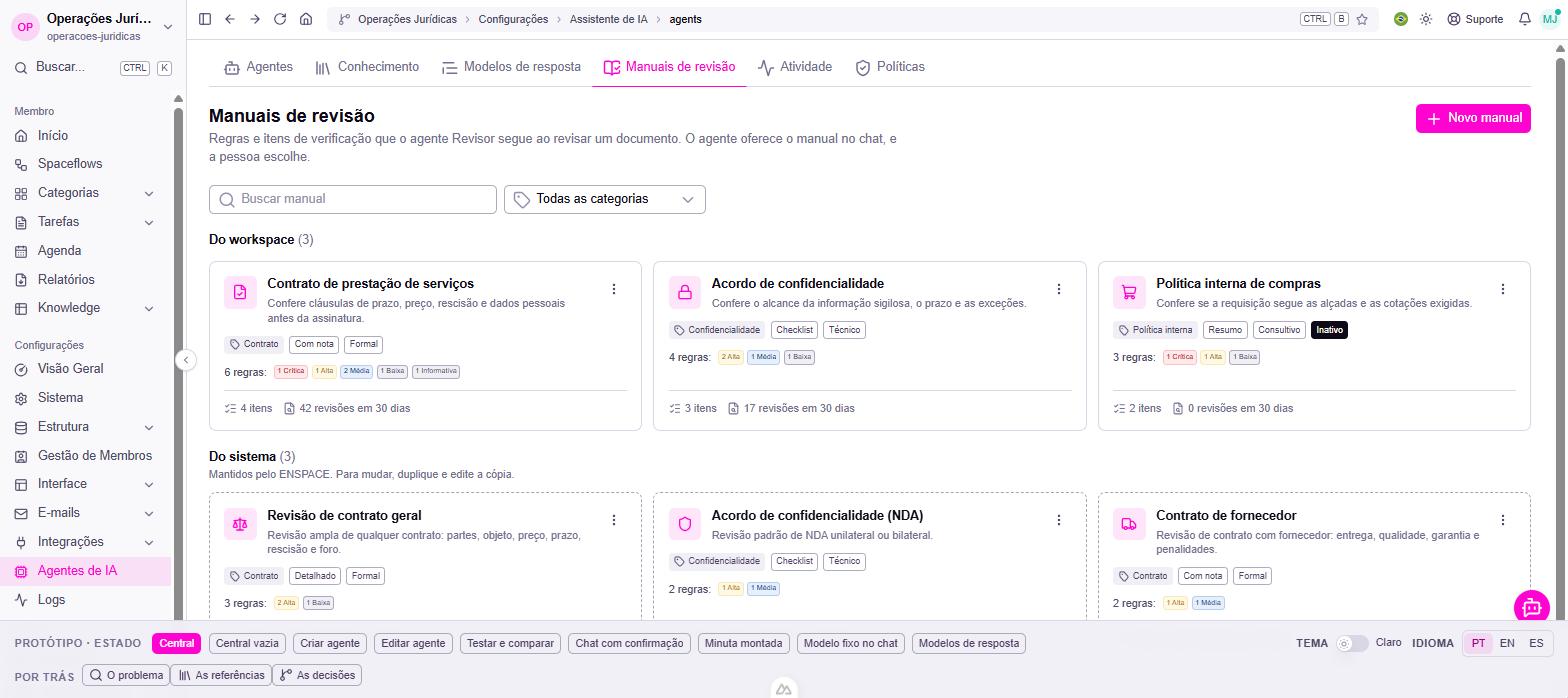 OP
Operações Jurí...
operacoes-juridicas
Operações Jurídicas > Configurações > Assistente de IA > agents
CTRL B
Suporte
MJ
Buscar... CTRL K
Membro
Início
Spaceflows
Categorias
Tarefas
Agenda
Relatórios
Knowledge
Configurações
Visão Geral
Sistema
Estrutura
Gestão de Membros
Interface
E-mails
Integrações
Agentes de IA
Logs
Agentes Conhecimento Modelos de resposta Manuais de revisão Atividade Políticas
Manuais de revisão
Regras e itens de verificação que o agente Revisor segue ao revisar um documento. O agente oferece o manual no chat, e
a pessoa escolhe.
Novo manual
Buscar manual
Todas as categorias
Do workspace (3)
Contrato de prestação de serviços
Confere cláusulas de prazo, preço, rescisão e dados pessoais
antes da assinatura.
Contrato Com nota Formal
6 regras: 1 Crítica 1 Alta 2 Média 1 Baixa 1 Informativa
4 itens 42 revisões em 30 dias
Acordo de confidencialidade
Confere o alcance da informação sigilosa, o prazo e as exceções.
Confidencialidade Checklist Técnico
4 regras: 2 Alta 1 Média 1 Baixa
3 itens 17 revisões em 30 dias
Política interna de compras
Confere se a requisição segue as alçadas e as cotações exigidas.
Política interna Resumo Consultivo Inativo
3 regras: 1 Crítica 1 Alta 1 Baixa
2 itens 0 revisões em 30 dias
Do sistema (3)
Mantidos pelo ENSPACE. Para mudar, duplique e edite a cópia.
Revisão de contrato geral
Revisão ampla de qualquer contrato: partes, objeto, preço, prazo,
rescisão e foro.
Contrato Detalhado Formal
3 regras: 2 Alta 1 Baixa
Acordo de confidencialidade (NDA)
Revisão padrão de NDA unilateral ou bilateral.
Confidencialidade Checklist Técnico
2 regras: 1 Alta 1 Média
Contrato de fornecedor
Revisão de contrato com fornecedor: entrega, qualidade, garantia e
penalidades.
Contrato Com nota Formal
2 regras: 1 Alta 1 Média
PROTÓTIPO · ESTADO Central Central vazia Criar agente Editar agente Testar e comparar Chat com confirmação Minuta montada Modelo fixo no chat Modelos de resposta
TEMA Claro IDIOMA PT EN ES
POR TRÁS O problema As referências As decisões